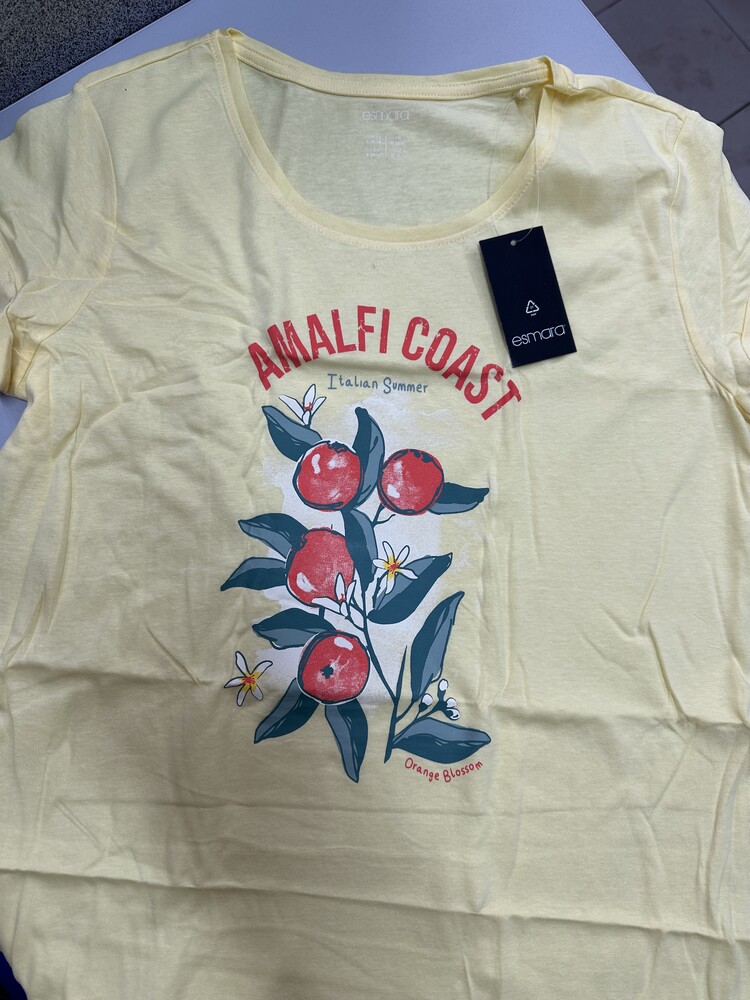 esmara
esmara
AMALFI COAST
Italian Summer
Orange Blossom